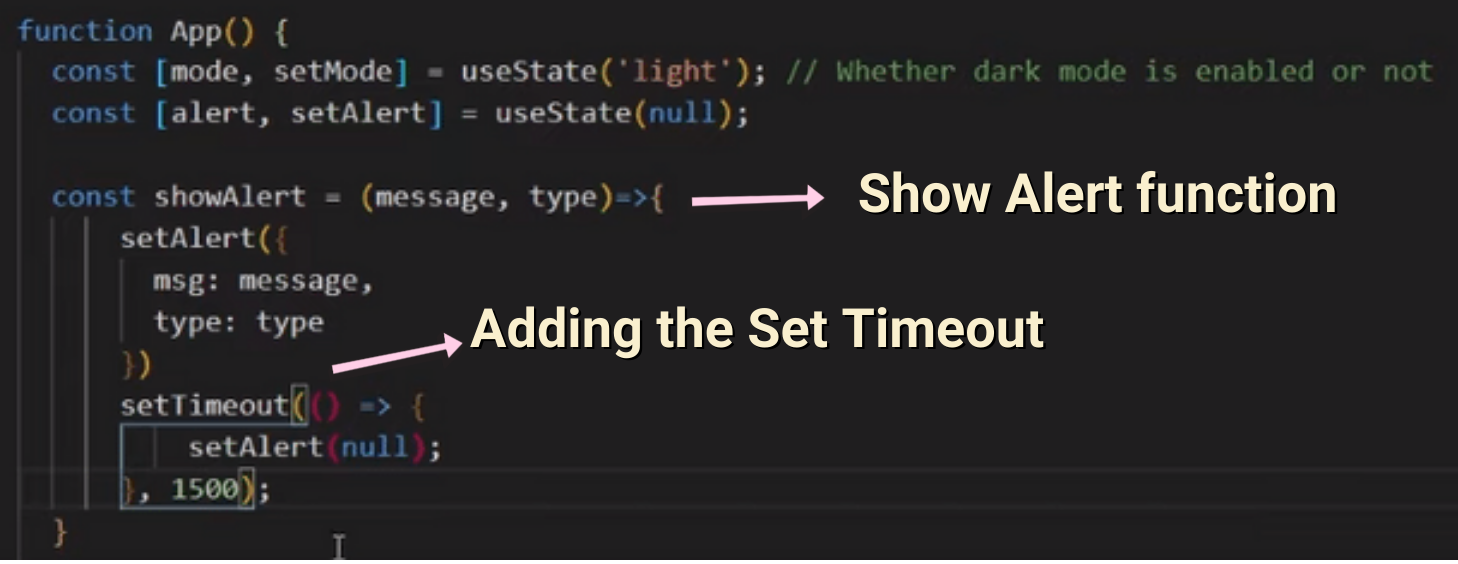 function App() {
const [mode, setMode] = useState('light'); // Whether dark mode is enabled or not
const [alert, setAlert] = useState(null);
const showAlert = (message, type)=>{
Show Alert function
setAlert({
msg: message,
type: type
Adding the Set Timeout
})
setTimeout(() => {
setAlert(null);
}, 1500);
}